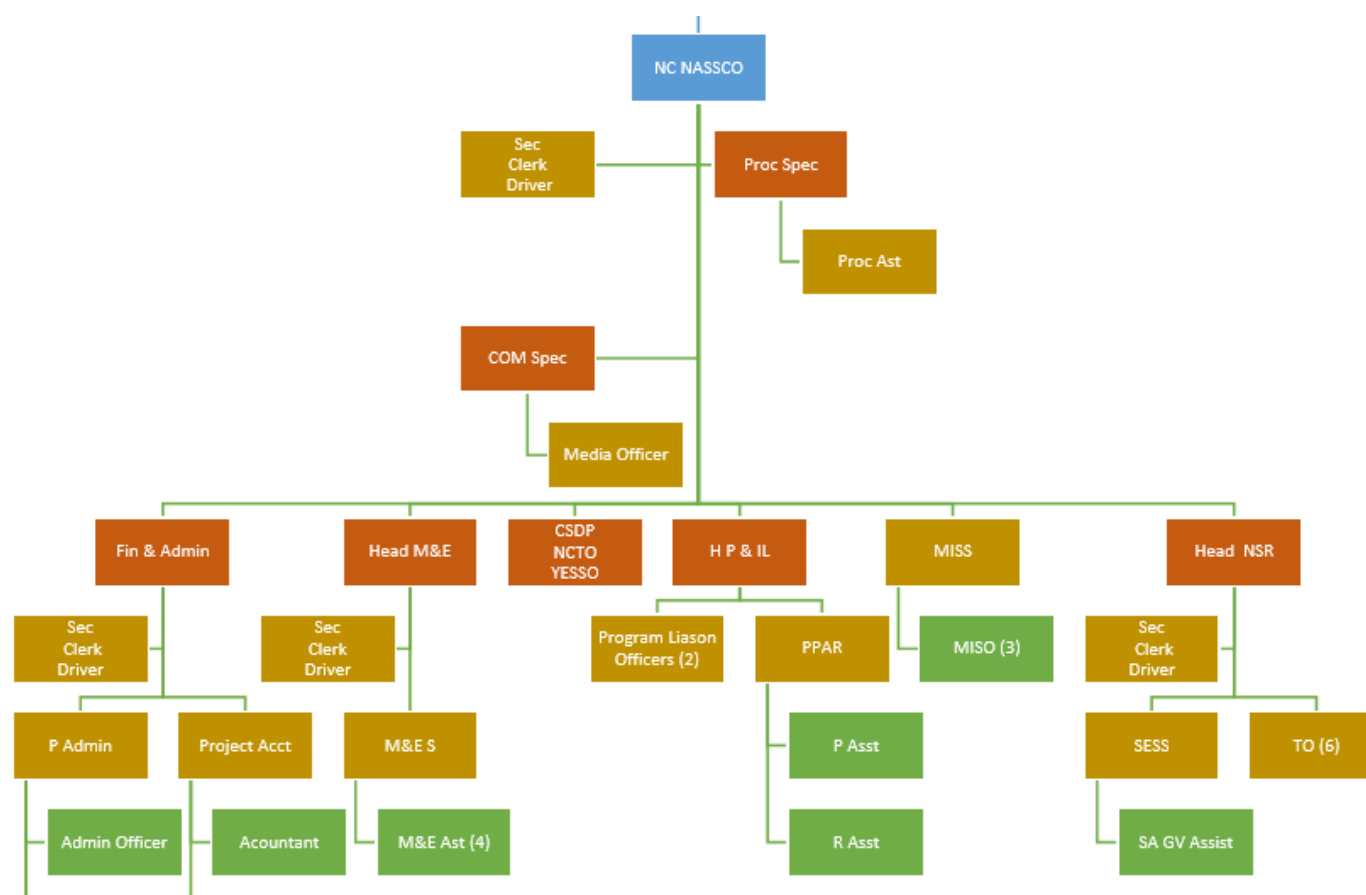 NC NASSCO
Sec
Clerk
Driver
Proc Spec
Proc Ast
COM Spec
Media Officer
Fin & Admin
Head M&E
CSDP
NCTO
YESSO
H P & IL
MISS
Head NSR
Sec
Clerk
Driver
Sec
Clerk
Driver
Program Liason
Officers (2)
PPAR
MISO (3)
Sec
Clerk
Driver
P Admin
Project Acct
M&E S
P Asst
SESS
TO (6)
Admin Officer
Acountant
M&E Ast (4)
R Asst
SA GV Assist